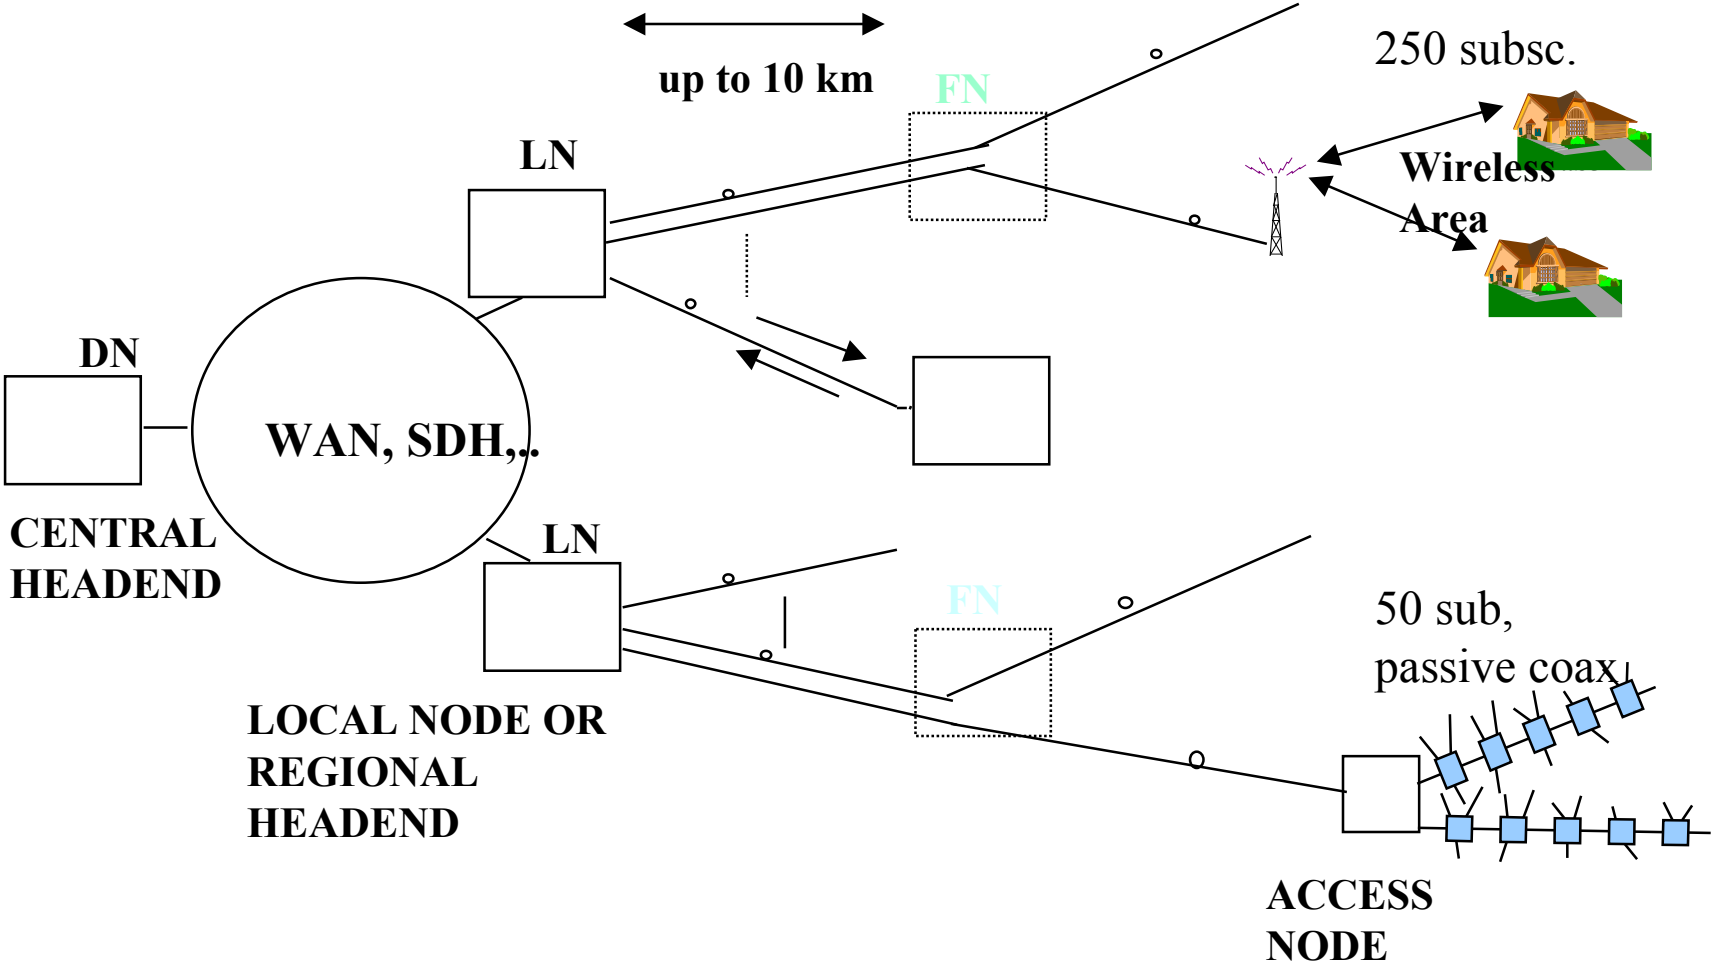 up to 10 km
250 subsc.
FN
LN
Wireless
Area
DN
WAN, SDH,..
CENTRAL
HEADEND
LN
FN
50 sub,
passive coax
LOCAL NODE OR
REGIONAL
HEADEND
ACCESS
NODE